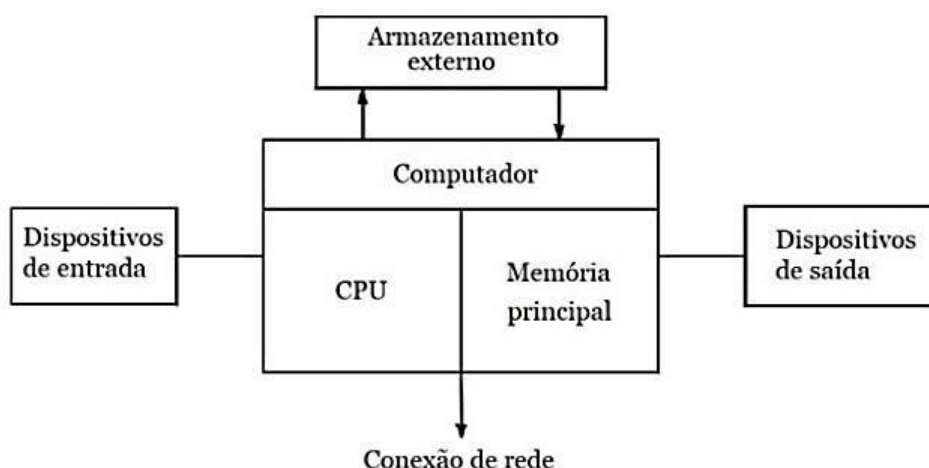 Armazenamento
externo
Computador
Dispositivos
de entrada
CPU
Memória
principal
Dispositivos
de saída
Conexão de rede